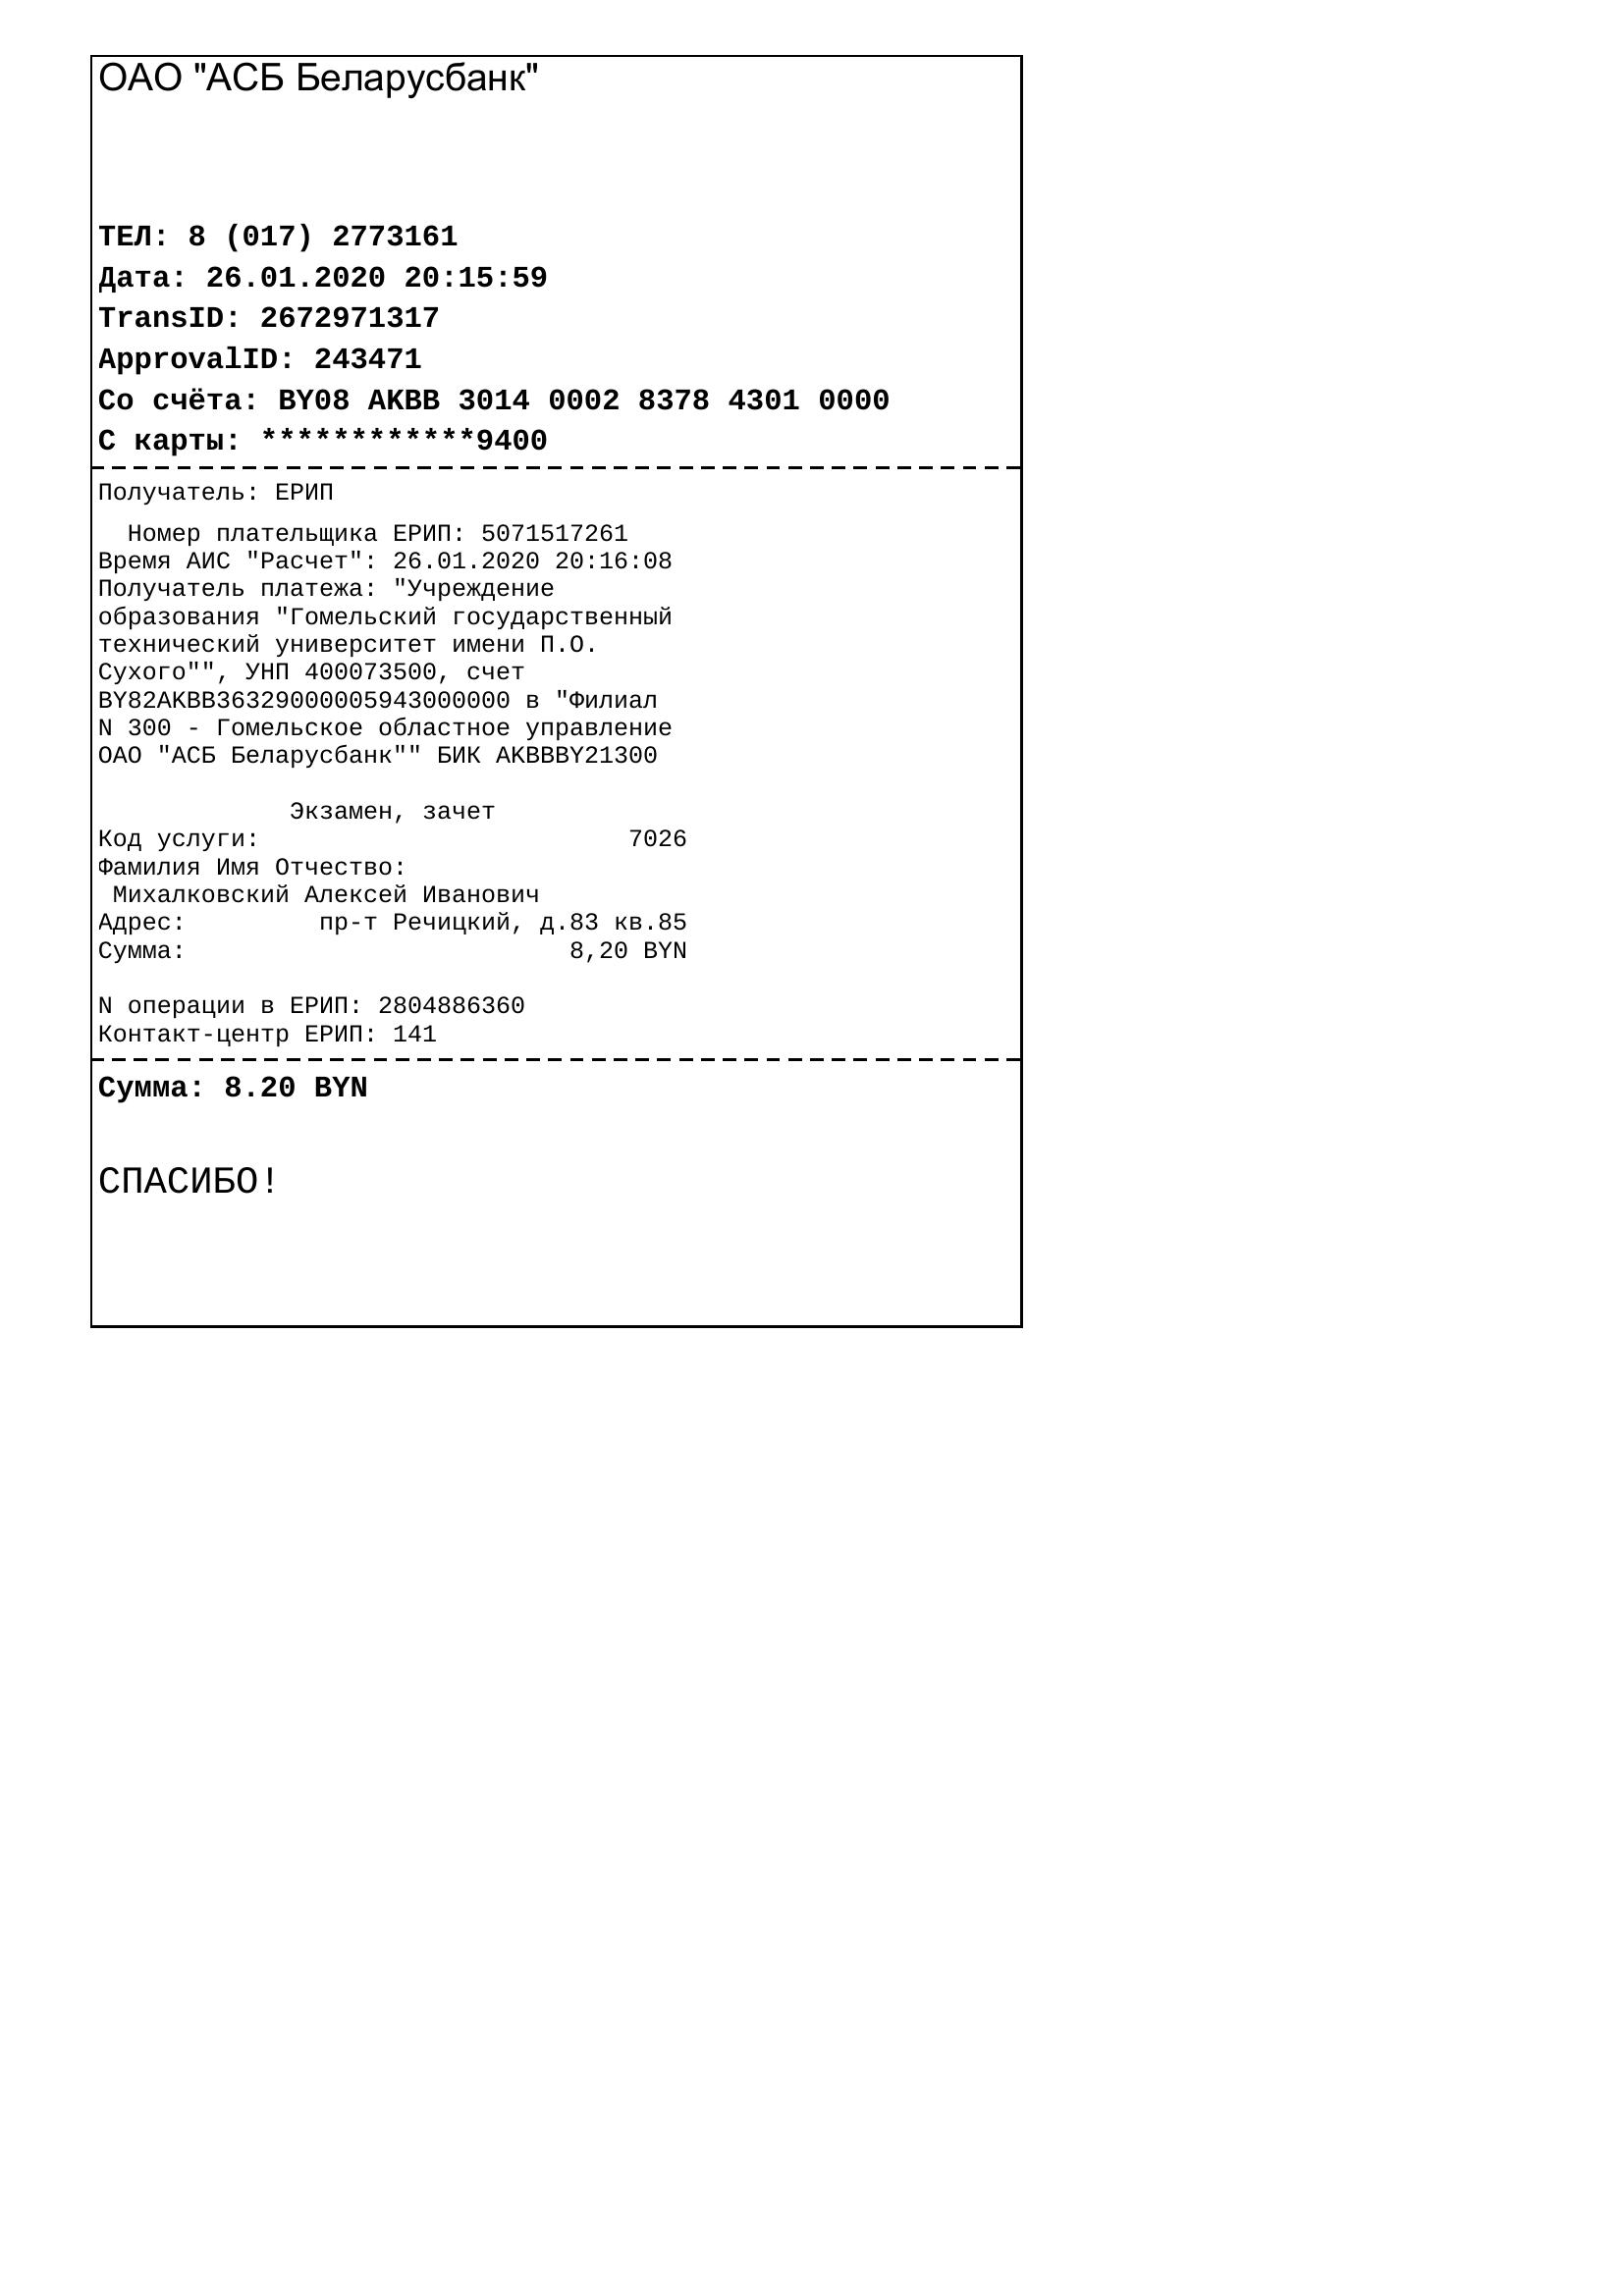 ОАО "АСБ Беларусбанк"
ТЕЛ: 8 (017) 2773161
Дата: 26.01.2020 20:15:59
TransID: 2672971317
ApprovalID: 243471
Со счёта: BY08 AKBB 3014 0002 8378 4301 0000
С карты: ************9400
Получатель: ЕРИП
Номер плательщика ЕРИП: 5071517261
Время АИС "Расчет": 26.01.2020 20:16:08
Получатель платежа: "Учреждение
образования "Гомельский государственный
технический университет имени П.О.
Сухого"", УНП 400073500, счет
BY82AKBB36329000005943000000 в "Филиал
N 300 - Гомельское областное управление
ОАО "АСБ Беларусбанк"" БИК AKBBBY21300
Экзамен, зачет
Код услуги: 7026
Фамилия Имя Отчество:
Михалковский Алексей Иванович
Адрес: пр-т Речицкий, д.83 кв.85
Сумма: 8,20 BYN
N операции в ЕРИП: 2804886360
Контакт-центр ЕРИП: 141
Сумма: 8.20 BYN
СПАСИБО!